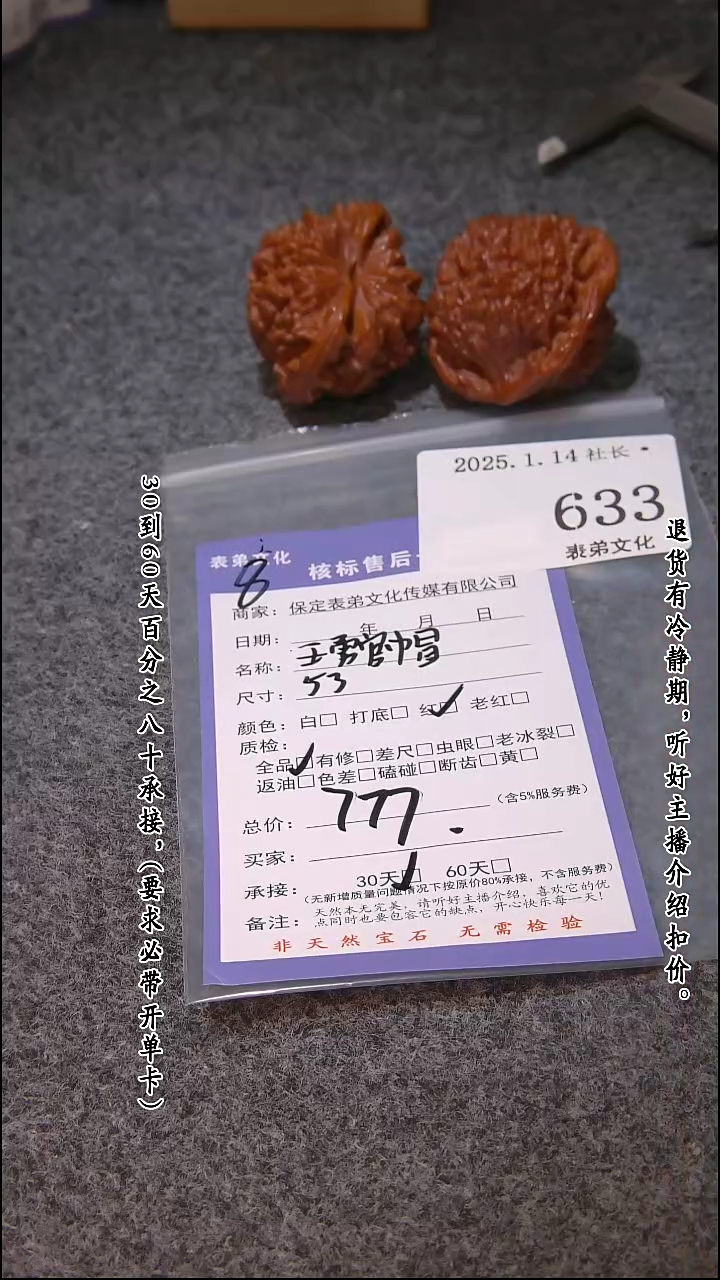 2025.1.14 社长
633
表弟文化
表弟文化
核标售后
8
商家：保定表弟文化传媒有限公司
日期： 年 月 日
名称：王勇官帽
尺寸：53
颜色：白□ 打底□ 红☑ 老红□
质检：
全品☑有修□差尺□虫眼□老冰裂□
返油□色差□磕碰□断齿□黄□
总价：777.（含5%服务费）
买家：
承接：30天☑ 60天□
（无新增质量问题情况下按原价80%承接，不含服务费）
备注：天然本无完美，请听好主播介绍，喜欢它的优
点同时也要包容它的缺点，开心快乐每一天！
非天然宝石 无需检验
退货有冷静期，听好主播介绍扣价。
30到60天百分之八十承接，（要求必带开单卡）